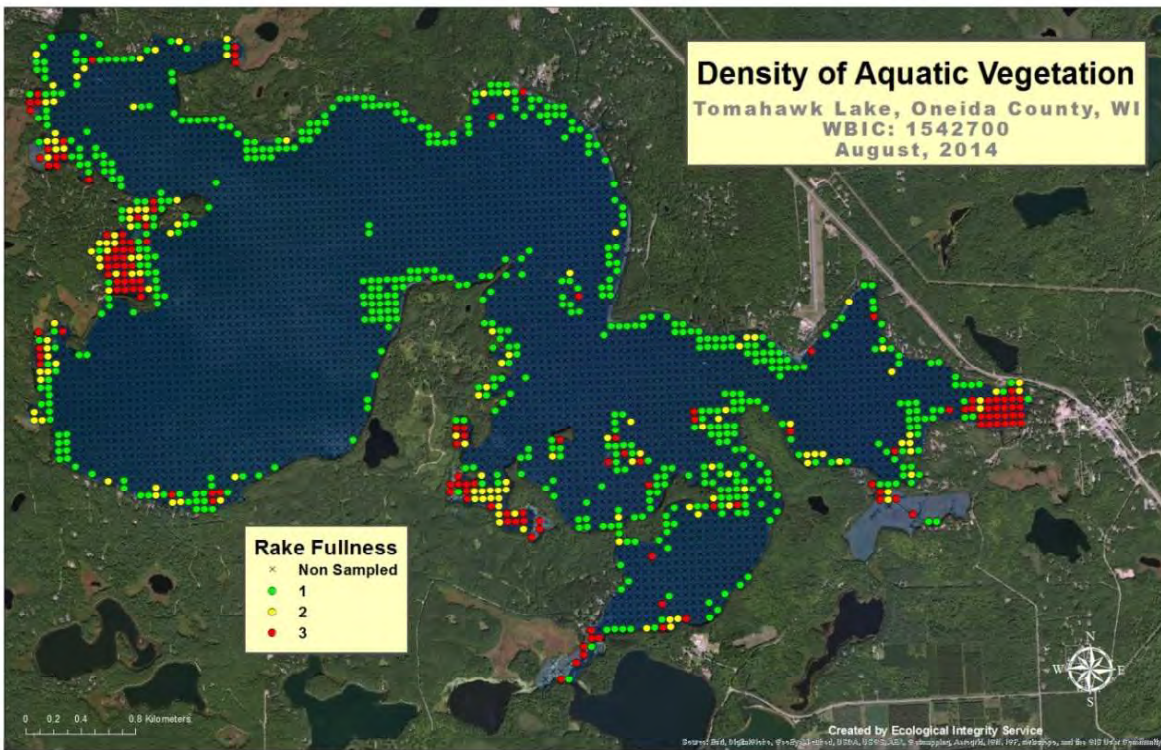 Density of Aquatic Vegetation
Tomahawk Lake, Oneida County, WI
WBIC: 1542700
August, 2014
Rake Fullness
× Non Sampled
1
2
3
N
W E
S
0 0.2 0.4 0.8 Kilometers
Created by Ecological Integrity Service